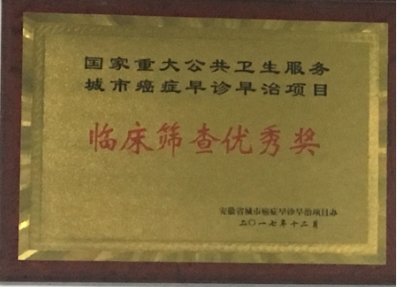 国家重大公共卫生服务
城市癌症早诊早治项目
临床筛查优秀奖
安徽省城市癌症早诊早治项目办
二〇一七年十二月